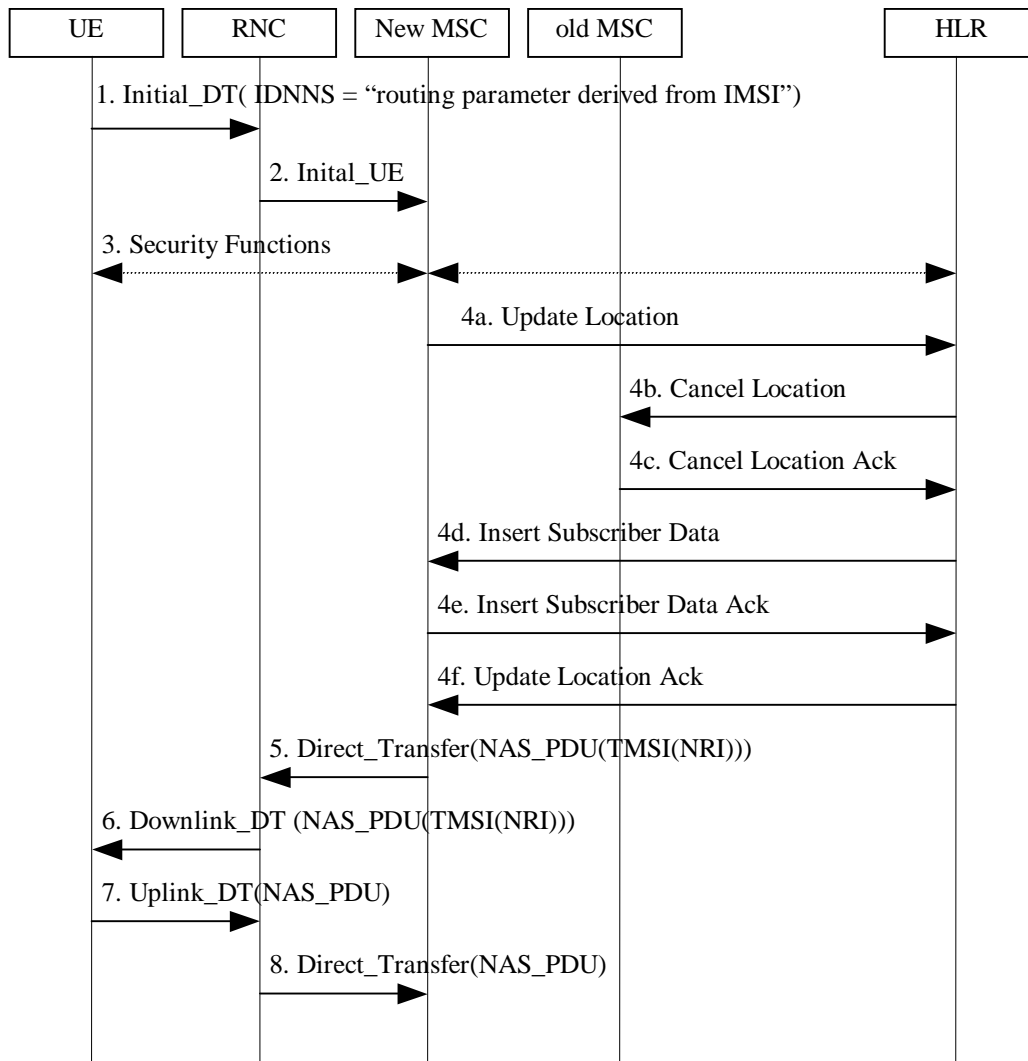 UE RNC New MSC old MSC HLR
1. Initial_DT( IDNNS = “routing parameter derived from IMSI”)
2. Inital_UE
3. Security Functions
4a. Update Location
4b. Cancel Location
4c. Cancel Location Ack
4d. Insert Subscriber Data
4e. Insert Subscriber Data Ack
4f. Update Location Ack
5. Direct_Transfer(NAS_PDU(TMSI(NRI)))
6. Downlink_DT (NAS_PDU(TMSI(NRI)))
7. Uplink_DT(NAS_PDU)
8. Direct_Transfer(NAS_PDU)